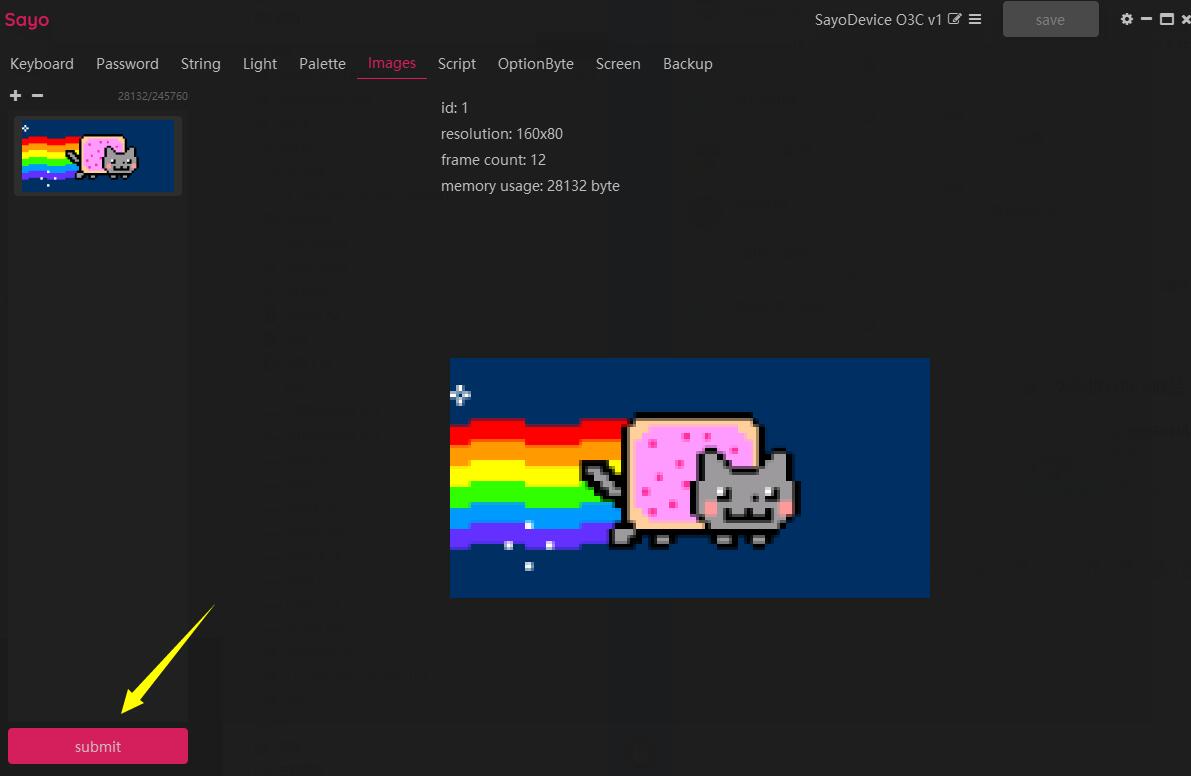 Sayo
SayoDevice O3C v1
save
Keyboard Password String Light Palette Images Script OptionByte Screen Backup
28132/245760
id: 1
resolution: 160x80
frame count: 12
memory usage: 28132 byte
submit